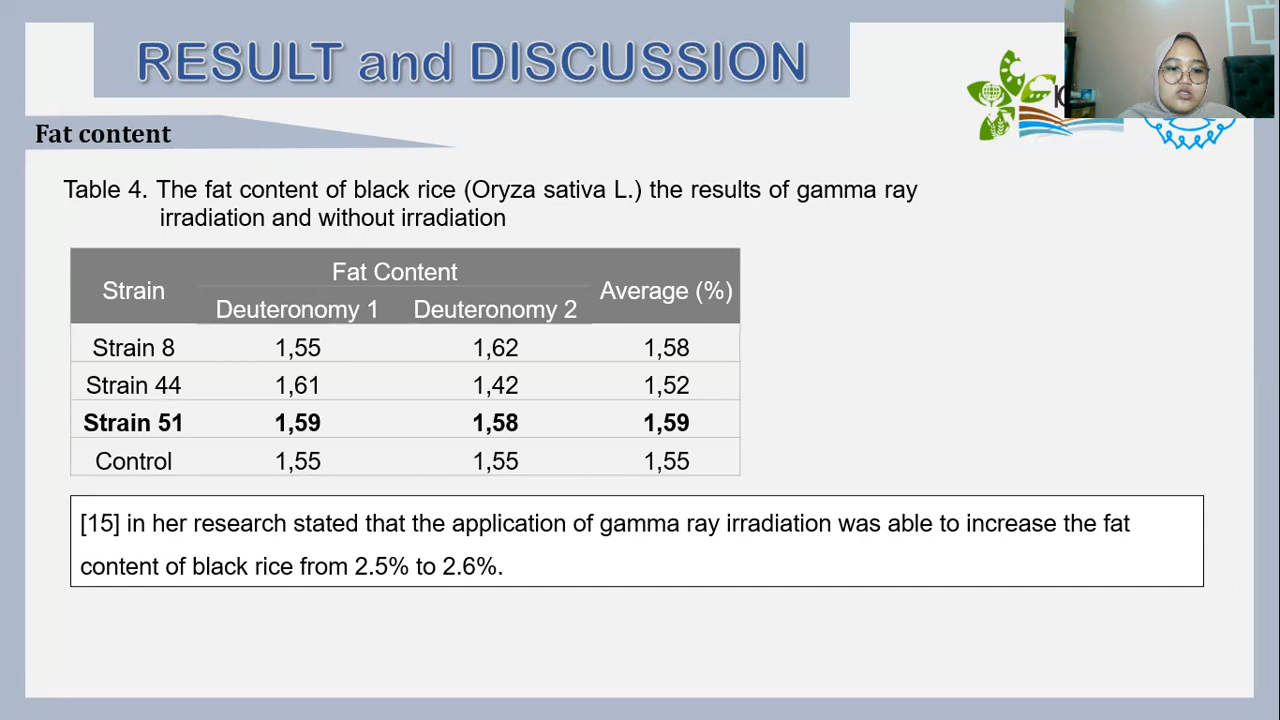 RESULT and DISCUSSION
Fat content
Table 4. The fat content of black rice (Oryza sativa L.) the results of gamma ray
irradiation and without irradiation
Strain Fat Content Average (%)
Deuteronomy 1 Deuteronomy 2
Strain 8 1,55 1,62 1,58
Strain 44 1,61 1,42 1,52
Strain 51 1,59 1,58 1,59
Control 1,55 1,55 1,55
[15] in her research stated that the application of gamma ray irradiation was able to increase the fat
content of black rice from 2.5% to 2.6%.